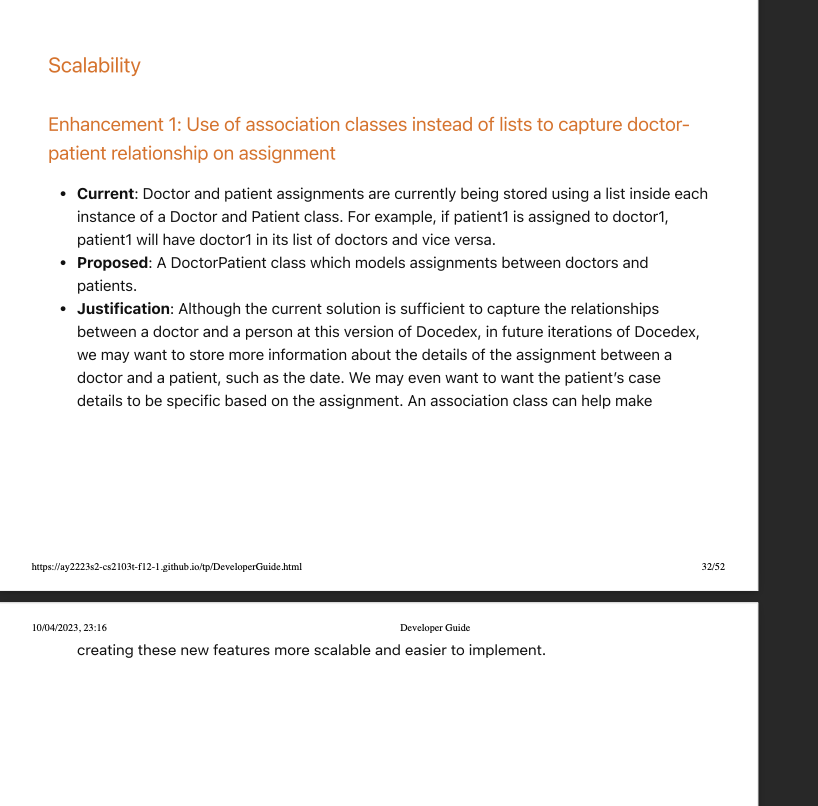 Scalability
Enhancement 1: Use of association classes instead of lists to capture doctor-
patient relationship on assignment
• Current: Doctor and patient assignments are currently being stored using a list inside each
instance of a Doctor and Patient class. For example, if patient1 is assigned to doctor1,
patient1 will have doctor1 in its list of doctors and vice versa.
• Proposed: A DoctorPatient class which models assignments between doctors and
patients.
• Justification: Although the current solution is sufficient to capture the relationships
between a doctor and a person at this version of Docedex, in future iterations of Docedex,
we may want to store more information about the details of the assignment between a
doctor and a patient, such as the date. We may even want to want the patient’s case
details to be specific based on the assignment. An association class can help make
https://ay2223s2-cs2103t-f12-1.github.io/tp/DeveloperGuide.html 32/52
10/04/2023, 23:16 Developer Guide
creating these new features more scalable and easier to implement.